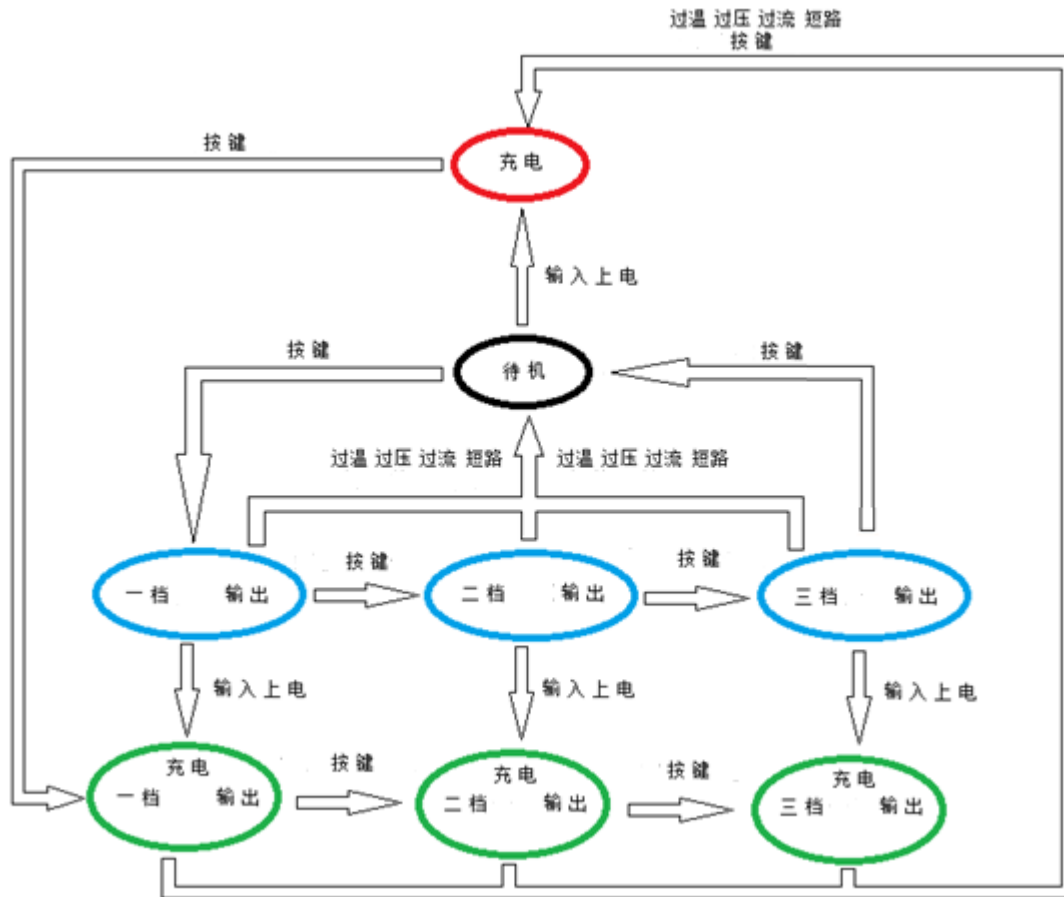 过温 过压 过流 短路
按键
按键
充电
输入上电
按键
待机
按键
过温 过压 过流 短路
过温 过压 过流 短路
一档 输出
按键
二档 输出
按键
三档 输出
输入上电
输入上电
输入上电
充电
一档 输出
按键
充电
二档 输出
按键
充电
三档 输出